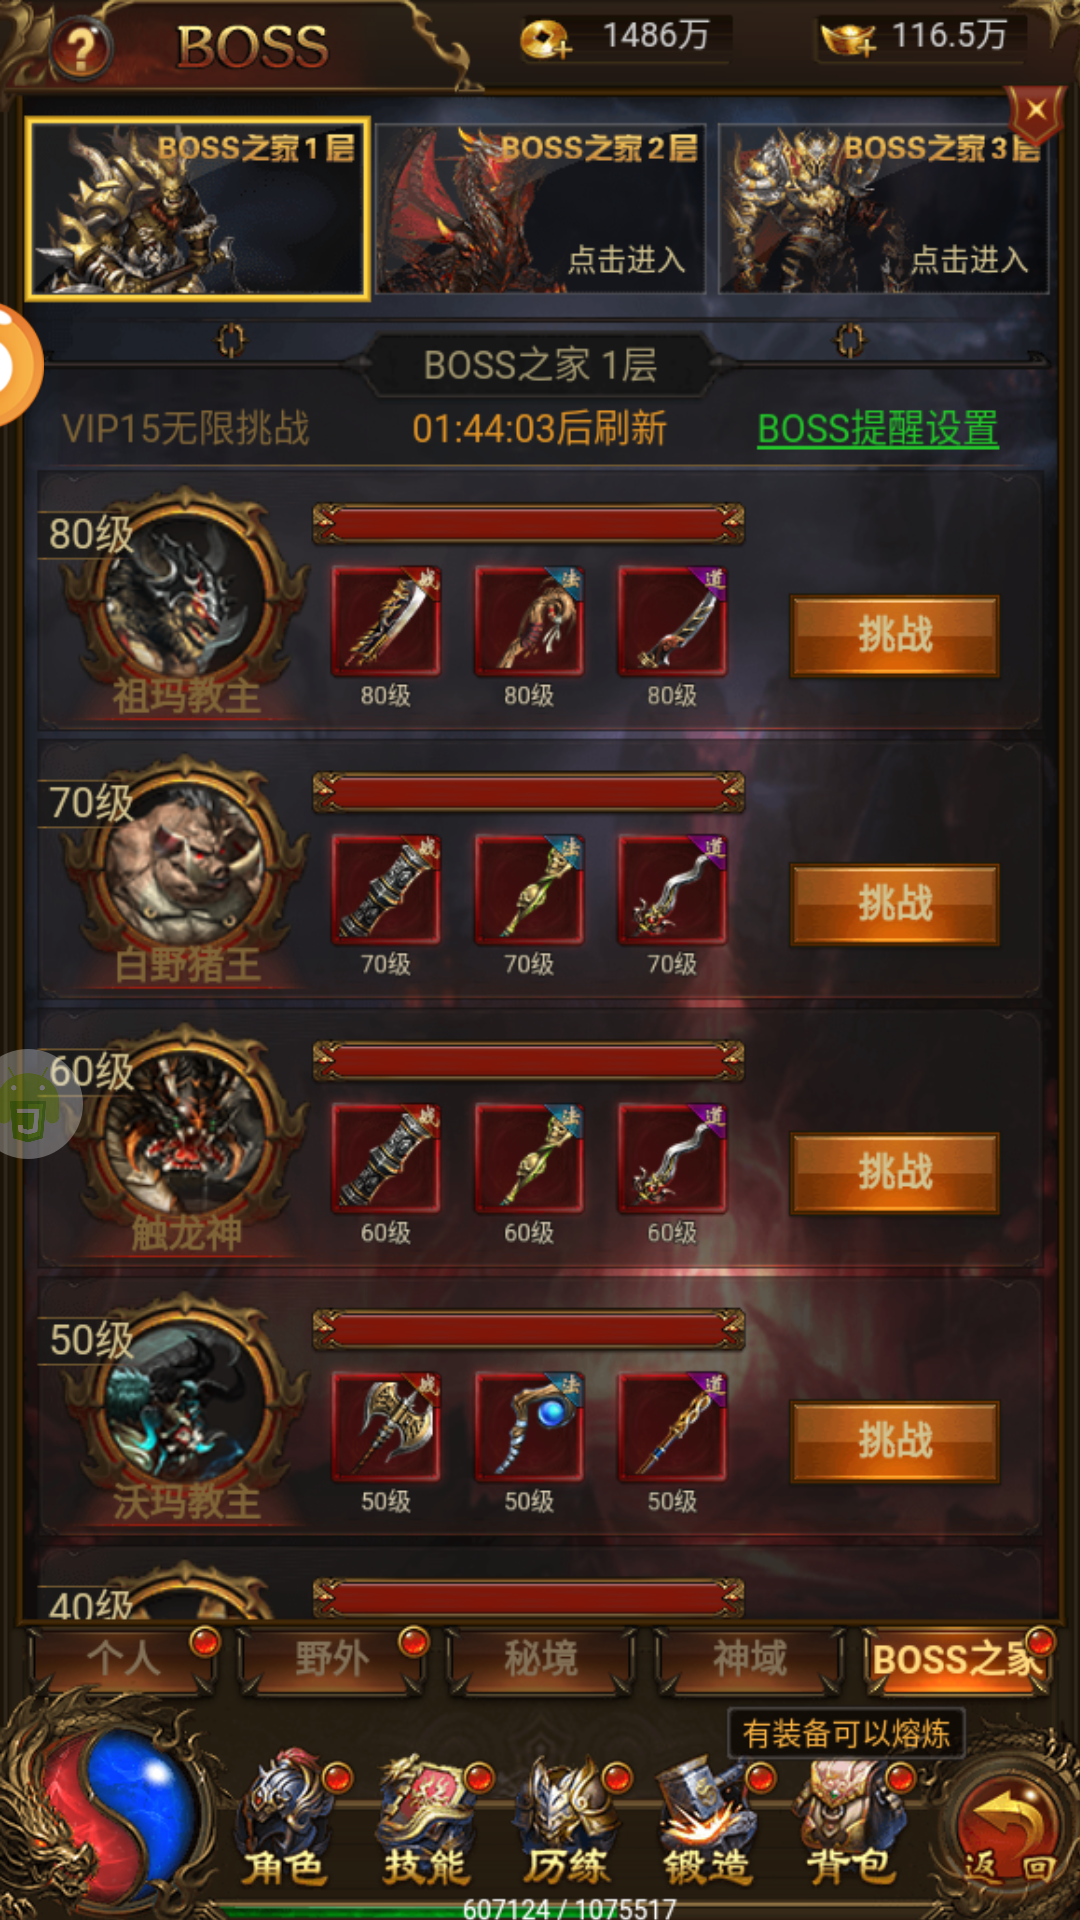 ?
BOSS
1486万
116.5万
BOSS之家1层
BOSS之家2层
点击进入
BOSS之家3层
点击进入
BOSS之家 1层
VIP15无限挑战
01:44:03后刷新
BOSS提醒设置
80级
祖玛教主
战
法
道
80级
80级
80级
挑战
70级
白野猪王
战
法
道
70级
70级
70级
挑战
60级
触龙神
战
法
道
60级
60级
60级
挑战
50级
沃玛教主
战
法
道
50级
50级
50级
挑战
40级
个人
野外
秘境
神域
BOSS之家
有装备可以熔炼
角色
技能
历练
锻造
背包
返回
607124 / 1075517